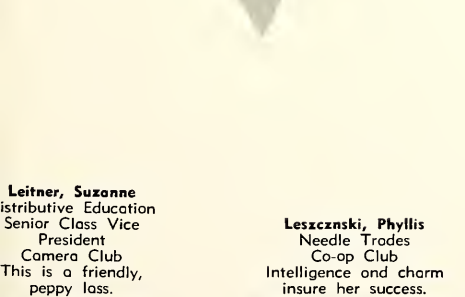 Leitner, Suzanne
istributive Education
Senior Class Vice
President
Camera Club
This is a friendly,
peppy lass.
Leszcznski, Phyllis
Needle Trades
Co-op Club
Intelligence and charm
insure her success.